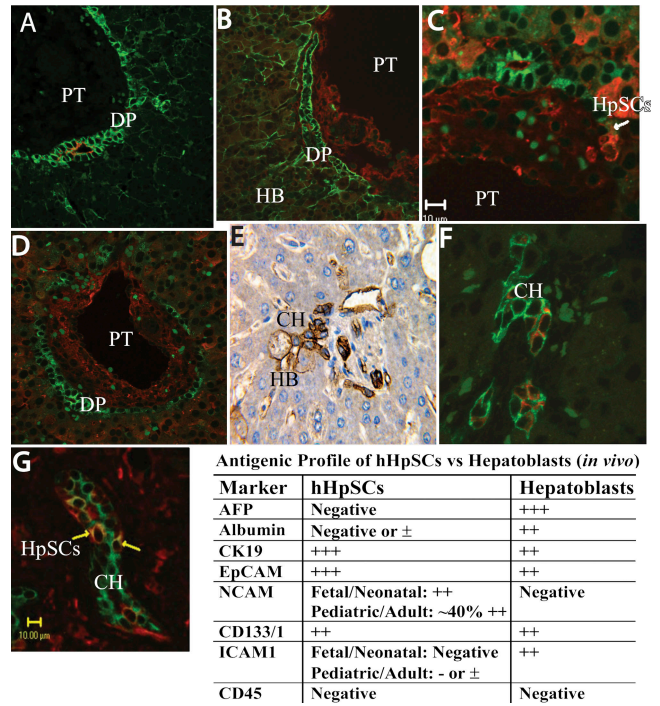 A
PT
DP
B
PT
DP
HB
C
HpSCs
PT
10 µm
D
PT
DP
E
CH
HB
F
CH
G
HpSCs
CH
10.00 µm
Antigenic Profile of hHpSCs vs Hepatoblasts (in vivo)
Marker hHpSCs Hepatoblasts
AFP Negative +++
Albumin Negative or ± ++
CK19 +++ ++
EpCAM +++ ++
NCAM Fetal/Neonatal: ++ Negative
Pediatric/Adult: ~40% ++
CD133/1 ++ ++
ICAM1 Fetal/Neonatal: Negative ++
Pediatric/Adult: - or ±
CD45 Negative Negative